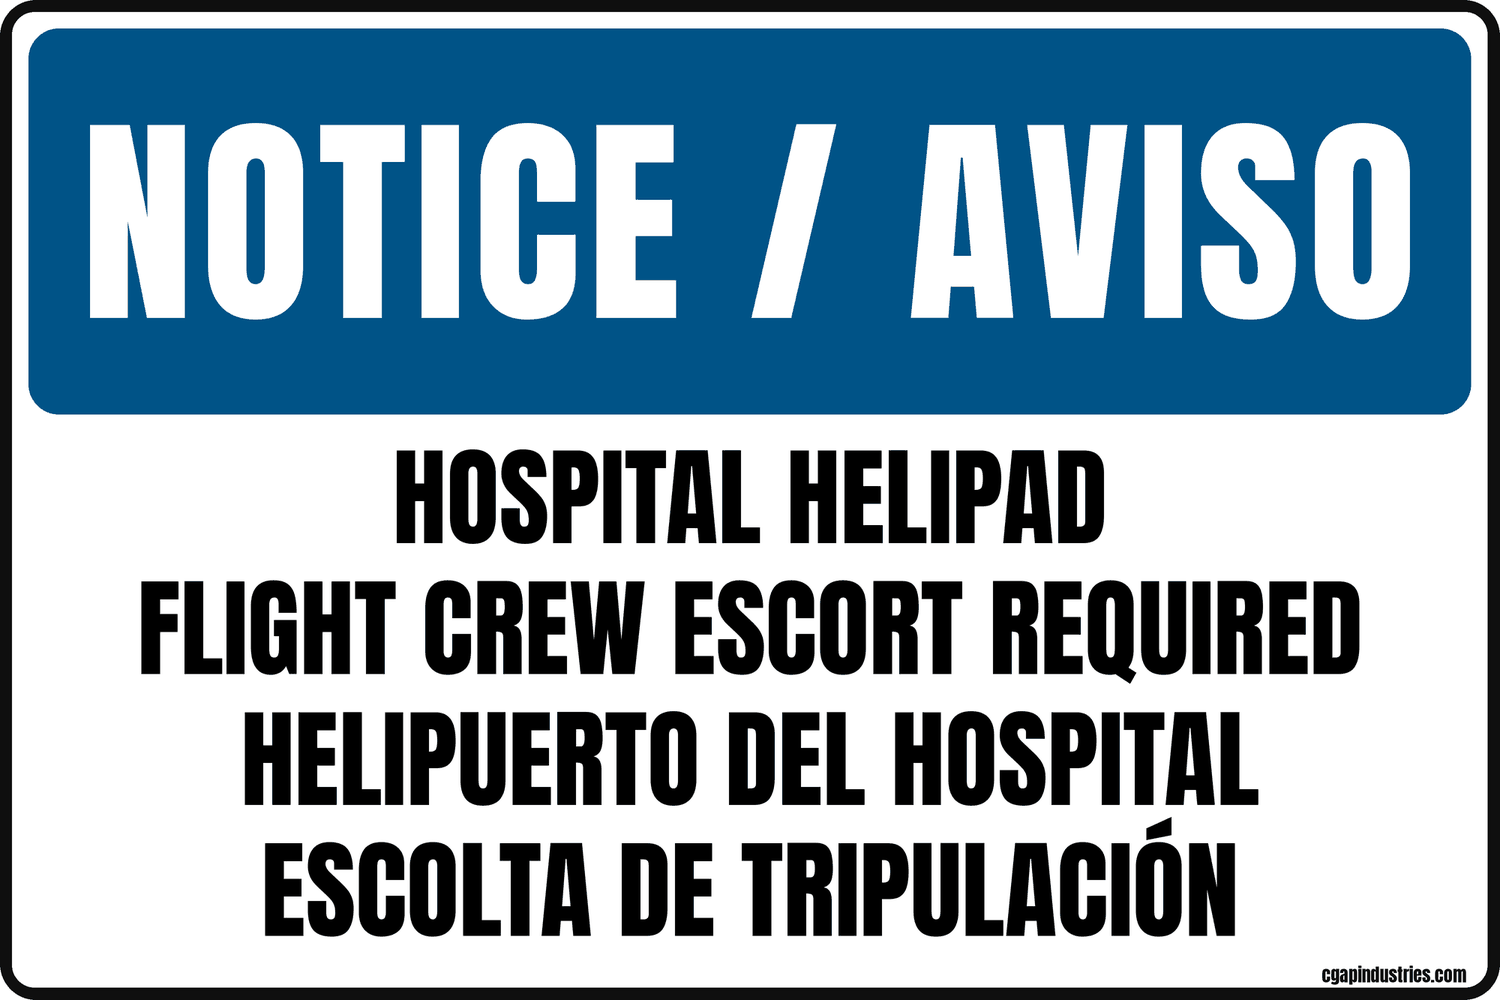 NOTICE / AVISO
HOSPITAL HELIPAD
FLIGHT CREW ESCORT REQUIRED
HELIPUERTO DEL HOSPITAL
ESCOLTA DE TRIPULACIÓN
cgapindustries.com